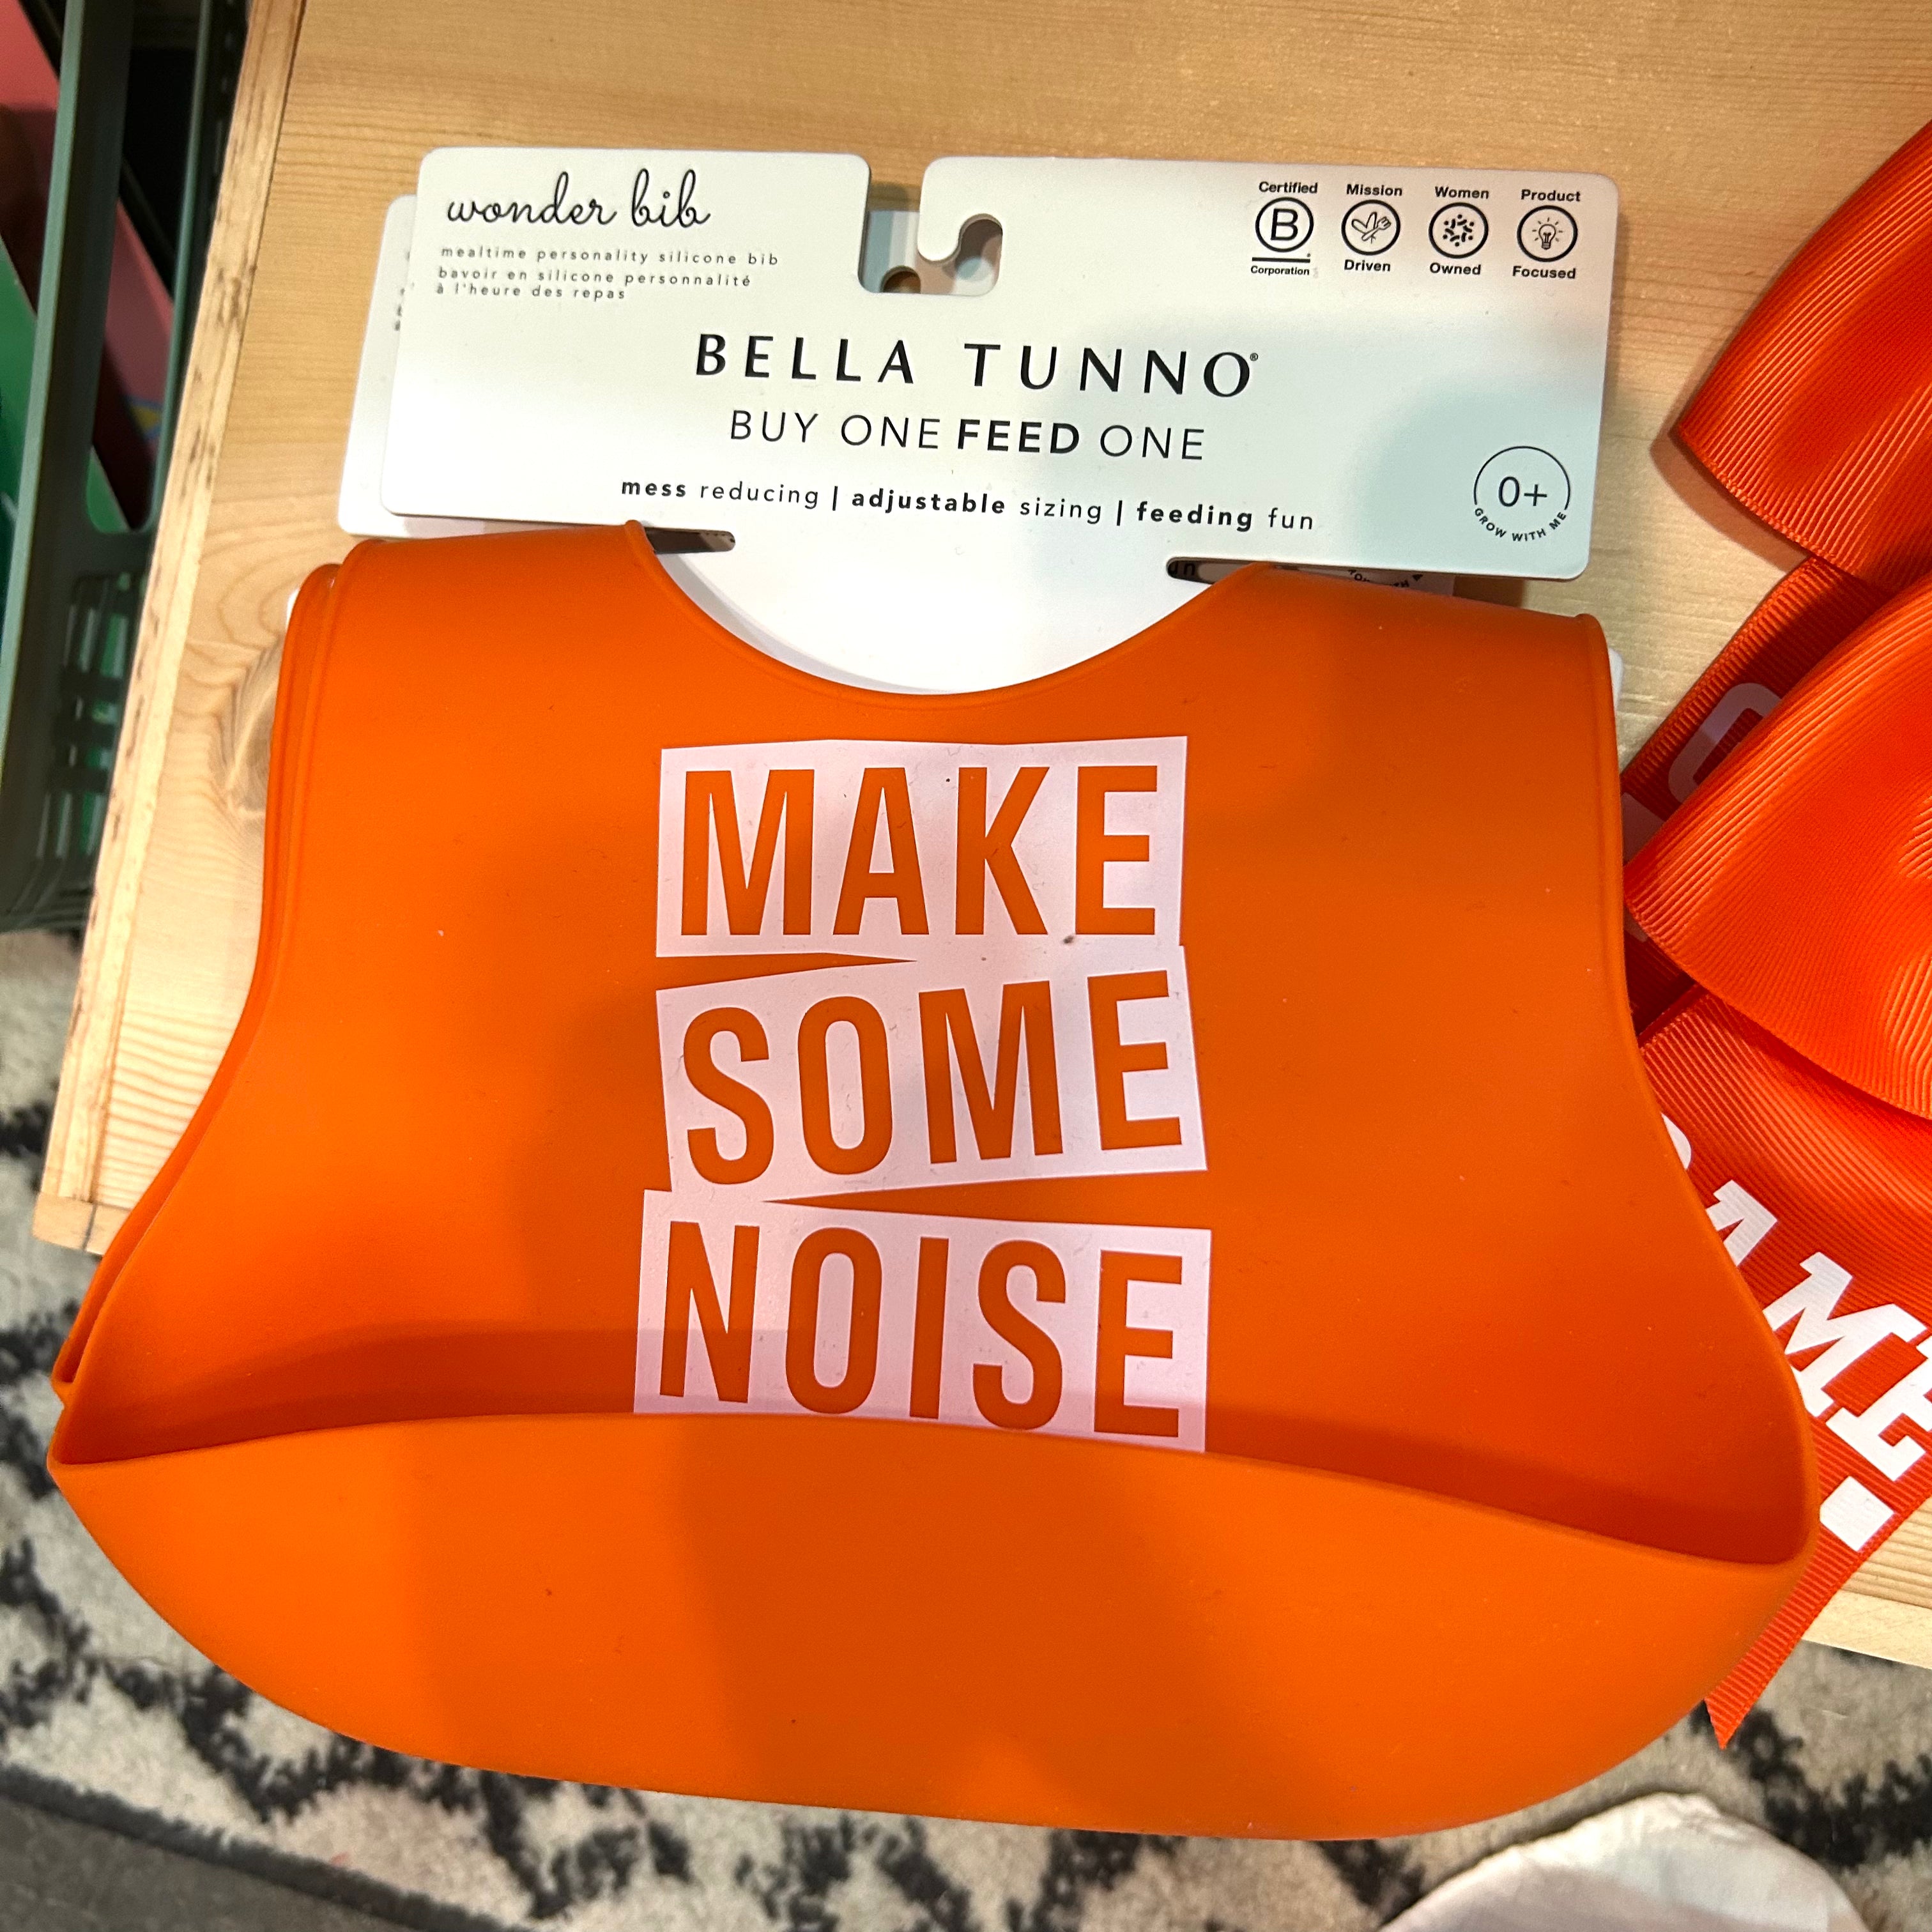 wonder bib
mealtime personality silicone bib
bavoir en silicone personnalité
à l'heure des repas
Certified
B
Corporation
Mission
Driven
Women
Owned
Product
Focused
BELLA TUNNO®
BUY ONE FEED ONE
mess reducing | adjustable sizing | feeding fun
0+
GROW WITH ME
MAKE
SOME
NOISE
AME